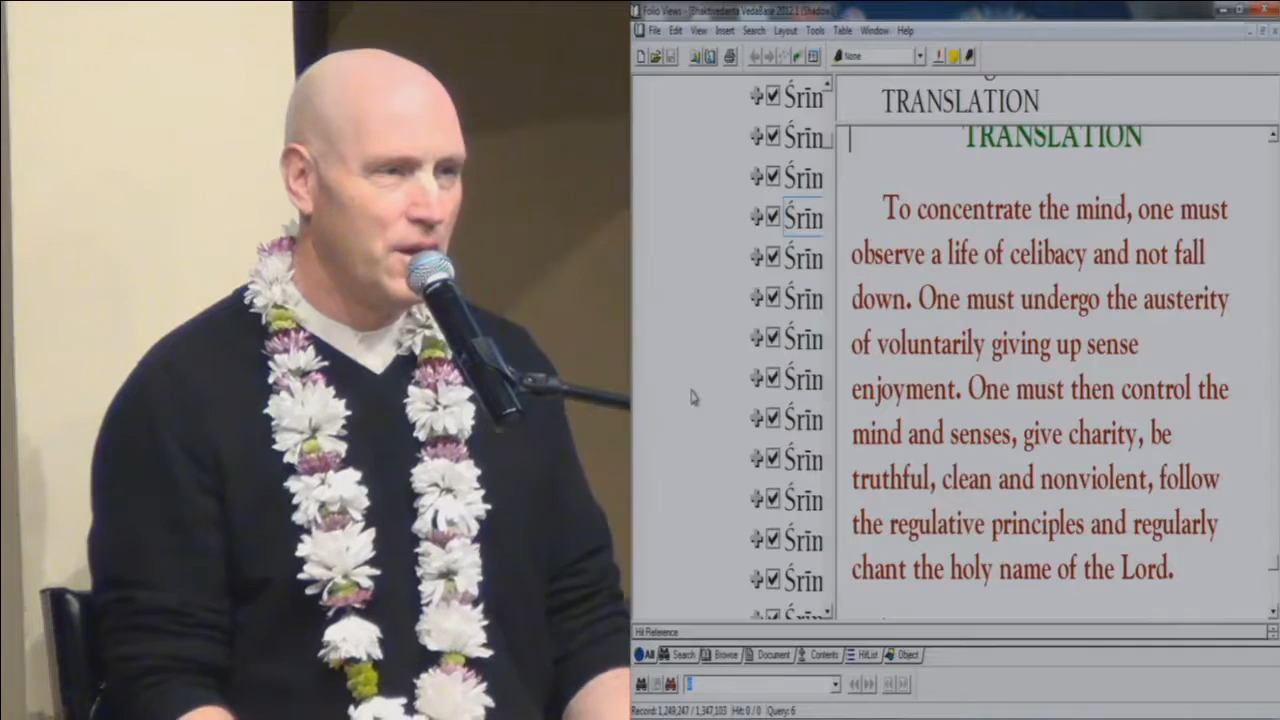 Folio Views - [Bhaktivedanta VedaBase 2012.1 (Shadow
File Edit View Insert Search Layout Tools Table Window Help
None
TRANSLATION
TRANSLATION
Śrīn
Śrīn
Śrīn
Śrīn
Śrīn
Śrīn
Śrīn
Śrīn
Śrīn
Śrīn
Śrīn
Śrīn
Śrīn
Śrīn
To concentrate the mind, one must
observe a life of celibacy and not fall
down. One must undergo the austerity
of voluntarily giving up sense
enjoyment. One must then control the
mind and senses, give charity, be
truthful, clean and nonviolent, follow
the regulative principles and regularly
chant the holy name of the Lord.
Hit Reference
All Search Browse Document Contents HitList Object
Record: 1,249,247 / 1,347,103 Hit: 0 / 0 Query: 6